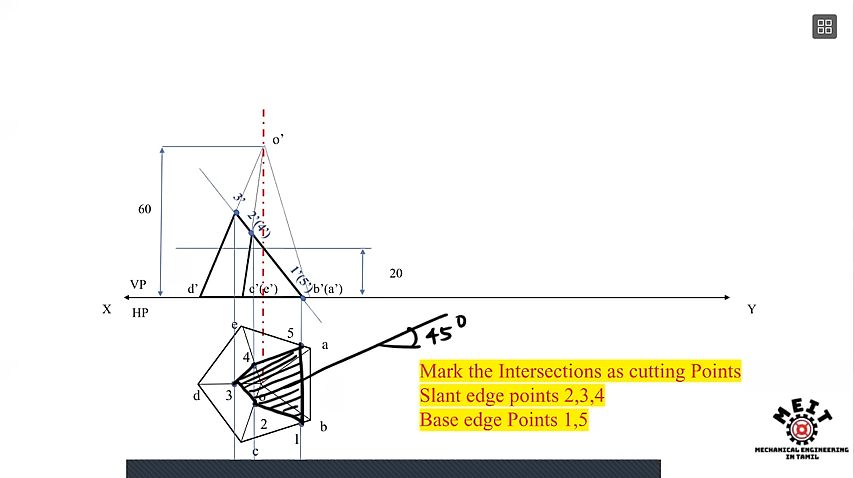 o'
3'
2'(4')
60
20
1'(5')
VP
d'
c'(e')
b'(a')
X
HP
Y
e
5
a
45°
4
d
3
o
2
b
1
c
Mark the Intersections as cutting Points
Slant edge points 2,3,4
Base edge Points 1,5
MEIT
MECHANICAL ENGINEERING
IN TAMIL